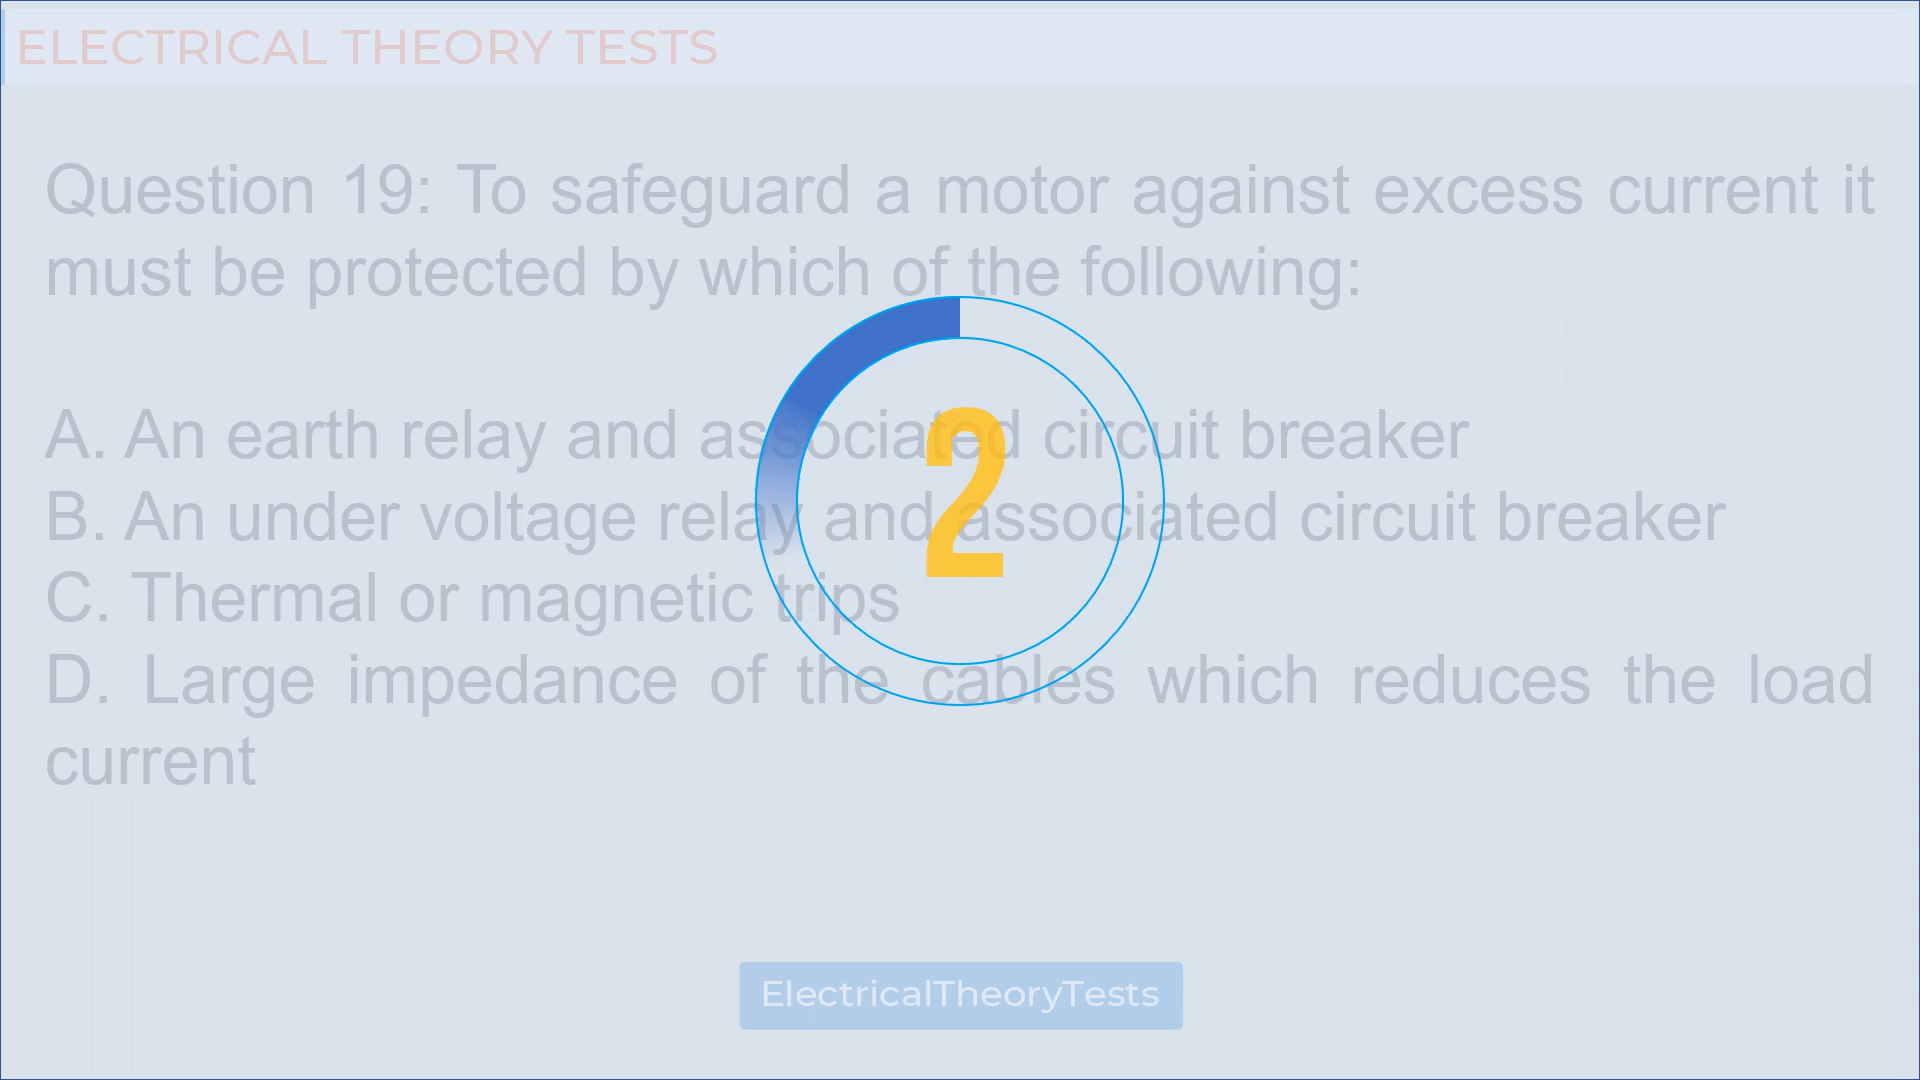 ELECTRICAL THEORY TESTS
Question 19: To safeguard a motor against excess current it
must be protected by which of the following:
A. An earth relay and associated circuit breaker
B. An under voltage relay and associated circuit breaker
2
C. Thermal or magnetic trips
D. Large impedance of the cables which reduces the load
current
ElectricalTheoryTests